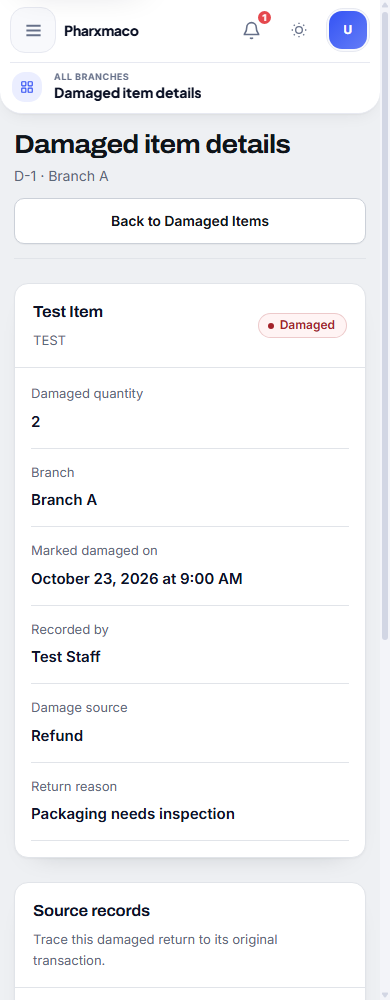 Pharxmaco
1
U
ALL BRANCHES
Damaged item details
Damaged item details
D-1 · Branch A
Back to Damaged Items
Test Item
TEST
Damaged
Damaged quantity
2
Branch
Branch A
Marked damaged on
October 23, 2026 at 9:00 AM
Recorded by
Test Staff
Damage source
Refund
Return reason
Packaging needs inspection
Source records
Trace this damaged return to its original
transaction.